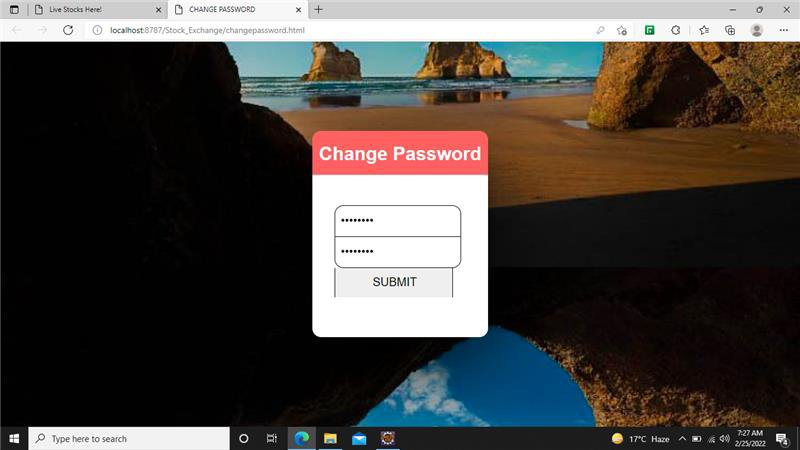 Live Stocks Here!
CHANGE PASSWORD
localhost:8787/Stock_Exchange/changepassword.html
Change Password
••••••••
••••••••
SUBMIT
Type here to search
17°C Haze
7:27 AM
2/25/2022
4